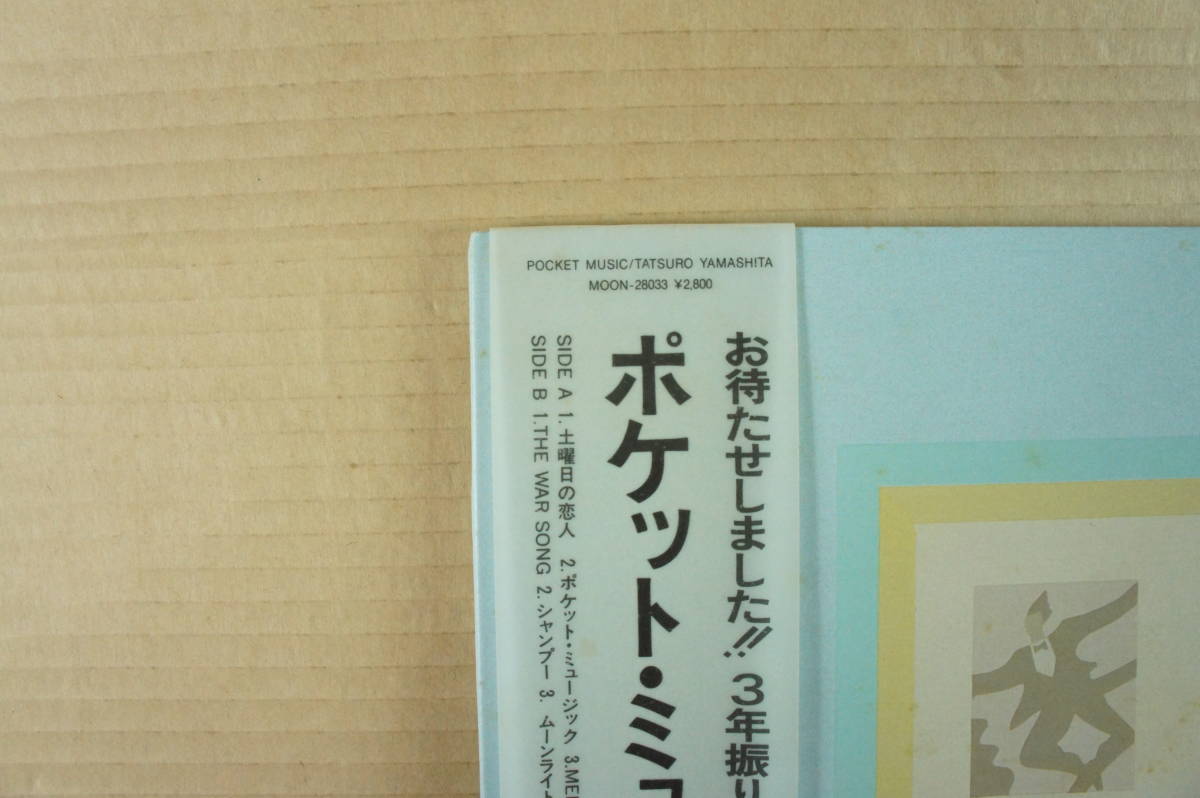 POCKET MUSIC/TATSURO YAMASHITA
MOON-28033 ¥2,800
お待たせしました!! 3年振り
ポケット・ミュ
SIDE A 1.土曜日の恋人 2.ポケット・ミュージック 3.MEL
SIDE B 1.THE WAR SONG 2.シャンプー 3. ムーンライト